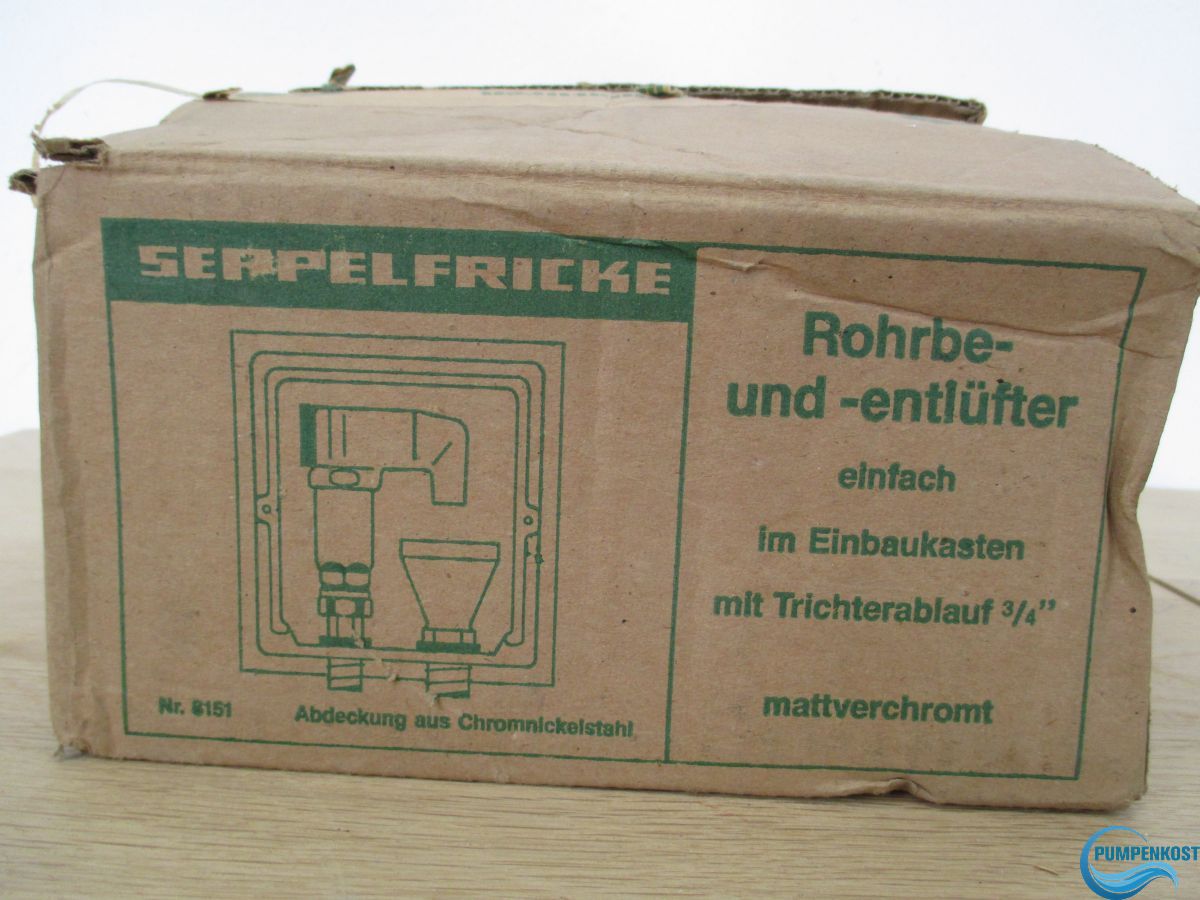 SEPPELFRICKE
Rohrbe-
und -entlüfter
einfach
im Einbaukasten
mit Trichterablauf 3/4”
mattverchromt
Nr. 8151
Abdeckung aus Chromnickelstahl
PUMPENKOST